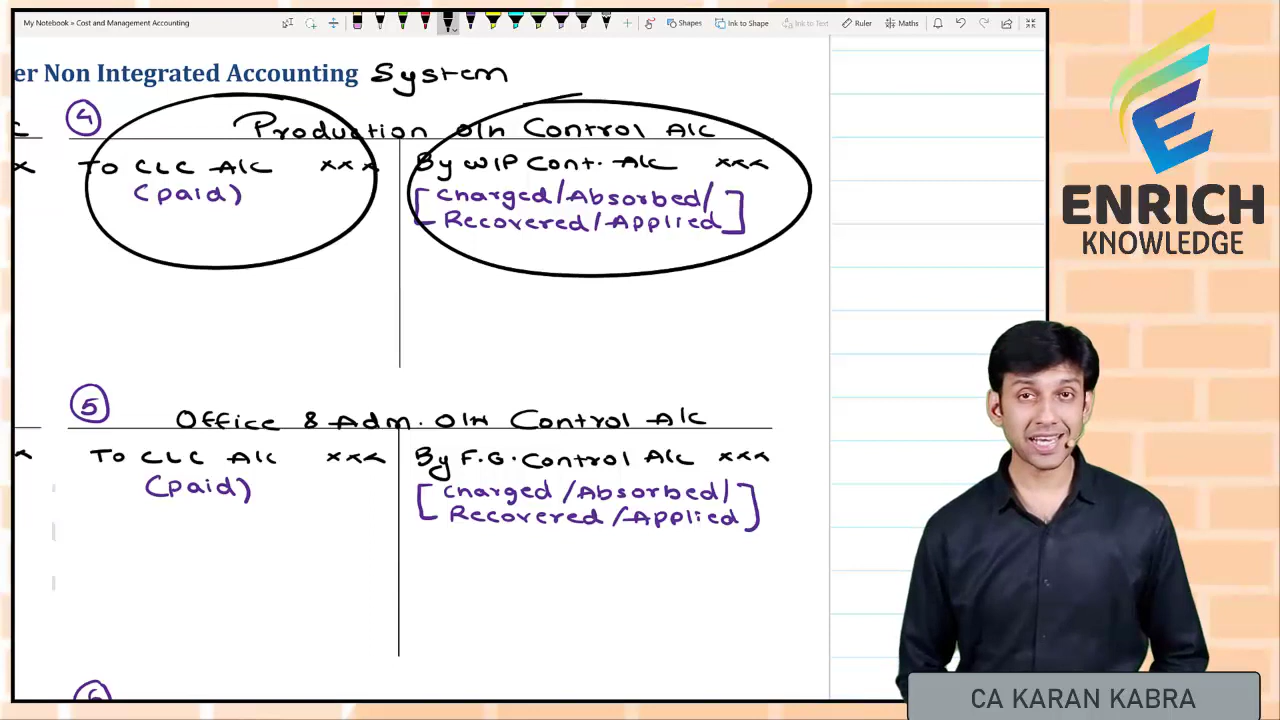 My Notebook » Cost and Management Accounting
Shapes
Ink to Shape
Ink to Text
Ruler
Maths
er Non Integrated Accounting System
4
Production O|H Control A|c
To CLC A|c xxx
(paid)
By WIP Cont. A|c xxx
[Charged/Absorbed/
Recovered/Applied]
5
Office & Adm. O|H Control A|c
To CLC A|c xxx
(paid)
By F.G. Control A|c xxx
[Charged/Absorbed/
Recovered/Applied]
ENRICH
KNOWLEDGE
CA KARAN KABRA